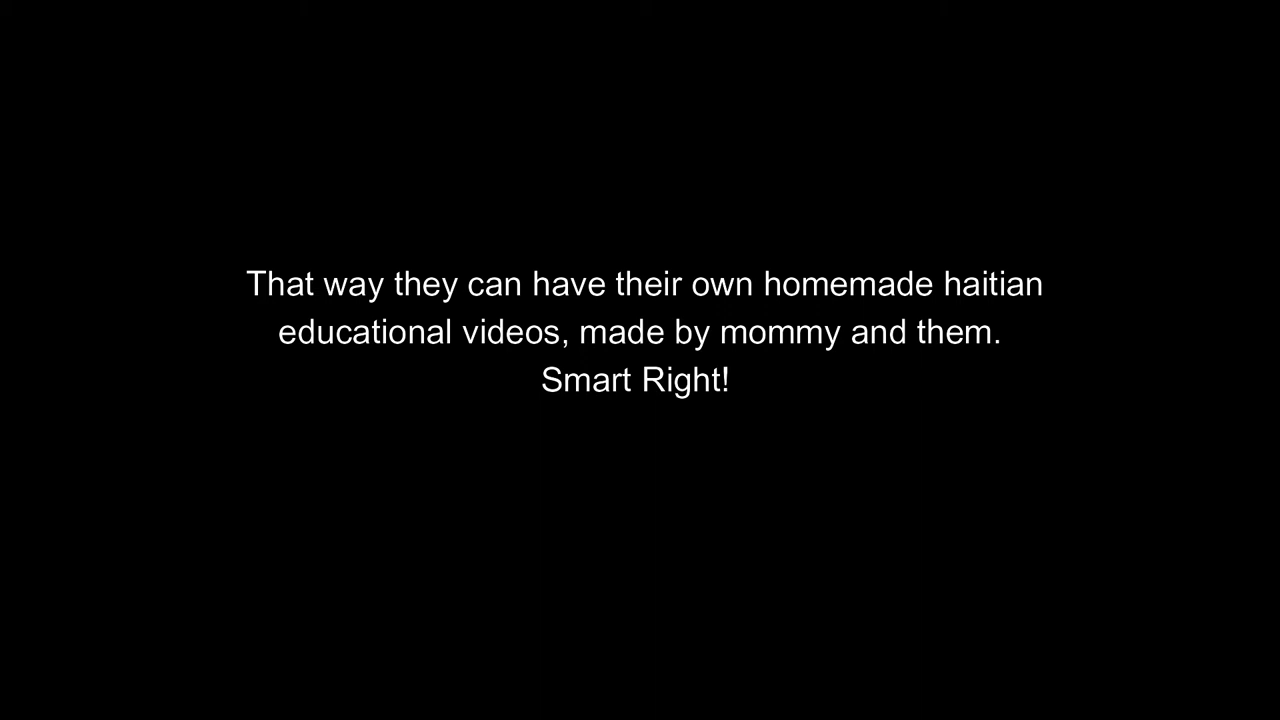 That way they can have their own homemade haitian
educational videos, made by mommy and them.
Smart Right!